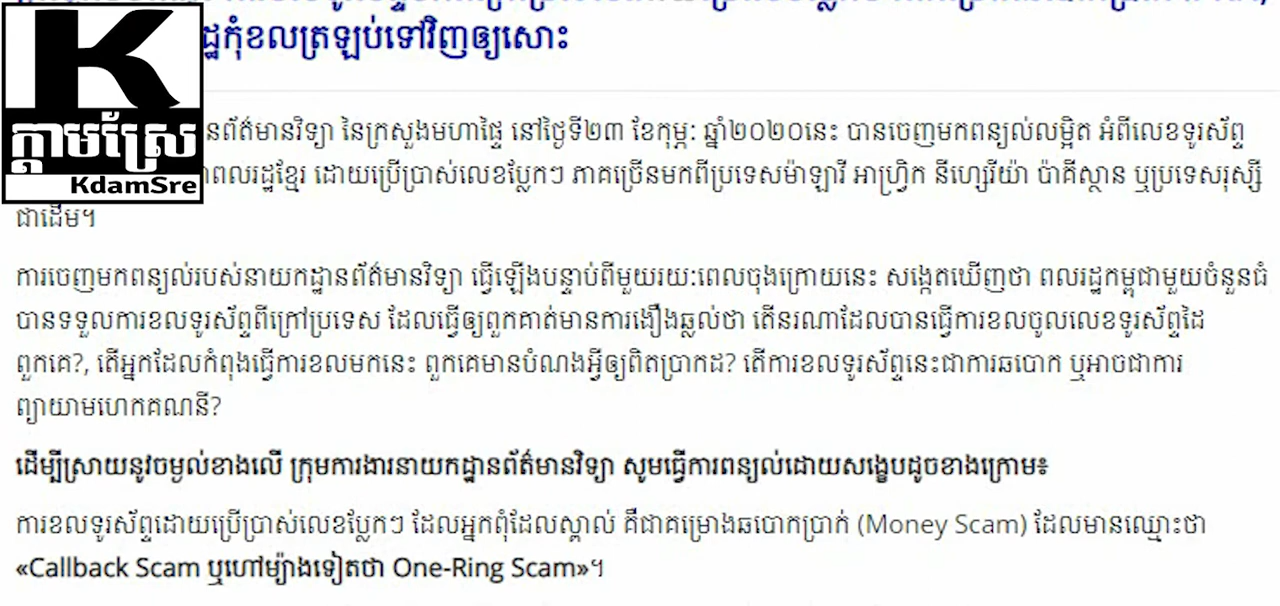 ដ្ឋកុំខលត្រឡប់ទៅវិញឲ្យសោះ
K
ក្ដាមស្រែ
KdamSre
នព័ត៌មានវិទ្យា នៃក្រសួងមហាផ្ទៃ នៅថ្ងៃទី២៣ ខែកុម្ភៈ ឆ្នាំ២០២០នេះ បានចេញមកពន្យល់លម្អិត អំពីលេខទូរស័ព្ទ
ពលរដ្ឋខ្មែរ ដោយប្រើប្រាស់លេខប្លែកៗ ភាគច្រើនមកពីប្រទេសម៉ាឡាវី អាហ្វ្រិក នីហ្សេរីយ៉ា ប៉ាគីស្ថាន ឬប្រទេសរុស្សី
ជាដើម។
ការចេញមកពន្យល់របស់នាយកដ្ឋានព័ត៌មានវិទ្យា ធ្វើឡើងបន្ទាប់ពីមួយរយៈពេលចុងក្រោយនេះ សង្កេតឃើញថា ពលរដ្ឋកម្ពុជាមួយចំនួនធំ
បានទទួលការខលទូរស័ព្ទពីក្រៅប្រទេស ដែលធ្វើឲ្យពួកគាត់មានការងឿងឆ្ងល់ថា តើនរណាដែលបានធ្វើការខលចូលលេខទូរស័ព្ទដៃ
ពួកគេ?, តើអ្នកដែលកំពុងធ្វើការខលមកនេះ ពួកគេមានបំណងអ្វីឲ្យពិតប្រាកដ? តើការខលទូរស័ព្ទនេះជាការឆបោក ឬអាចជាការ
ព្យាយាមហេកគណនី?
ដើម្បីស្រាយនូវចម្ងល់ខាងលើ ក្រុមការងារនាយកដ្ឋានព័ត៌មានវិទ្យា សូមធ្វើការពន្យល់ដោយសង្ខេបដូចខាងក្រោម៖
ការខលទូរស័ព្ទដោយប្រើប្រាស់លេខប្លែកៗ ដែលអ្នកពុំដែលស្គាល់ គឺជាគម្រោងឆបោកប្រាក់ (Money Scam) ដែលមានឈ្មោះថា
«Callback Scam ឬហៅម្យ៉ាងទៀតថា One-Ring Scam»។